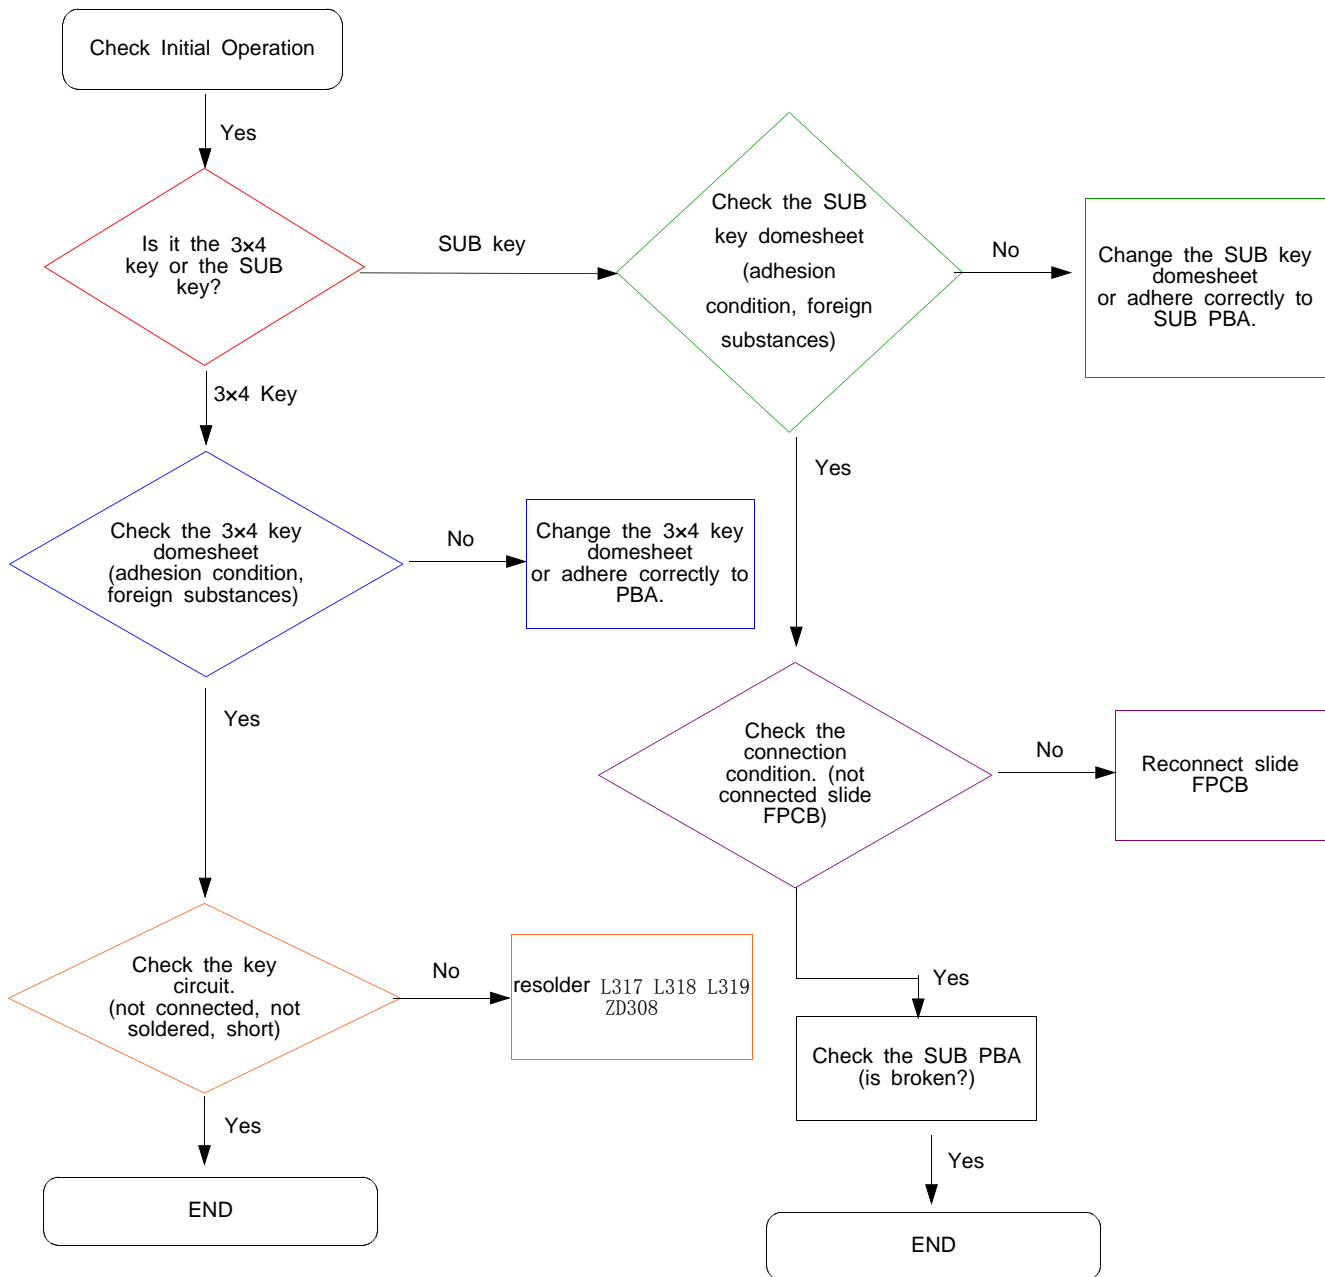 Check Initial Operation
Yes
Is it the 3×4
key or the SUB
key?
SUB key
Check the SUB
key domesheet
(adhesion
condition, foreign
substances)
No
Change the SUB key
domesheet
or adhere correctly to
SUB PBA.
3×4 Key
Yes
Check the 3×4 key
domesheet
(adhesion condition,
foreign substances)
No
Change the 3×4 key
domesheet
or adhere correctly to
PBA.
Yes
Check the
connection
condition. (not
connected slide
FPCB)
No
Reconnect slide
FPCB
Check the key
circuit.
(not connected, not
soldered, short)
No
resolder L317 L318 L319
ZD308
Yes
Check the SUB PBA
(is broken?)
Yes
Yes
END
END